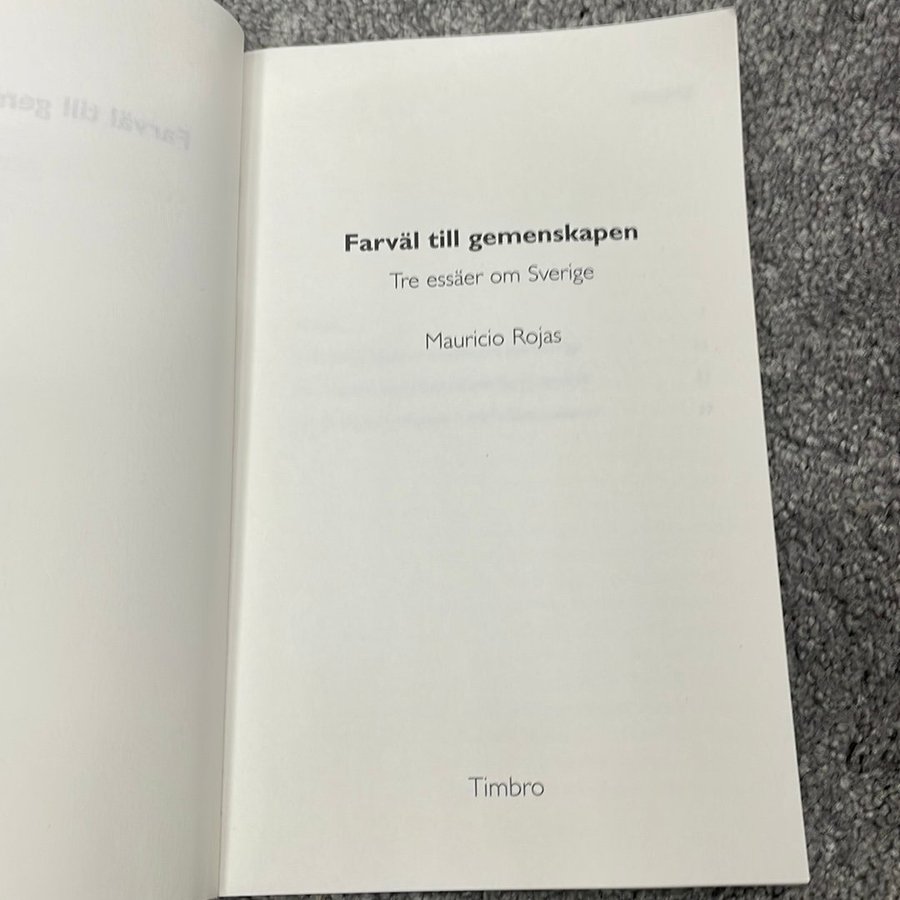 Farväl till gemenskapen
Tre essäer om Sverige
Mauricio Rojas
Timbro